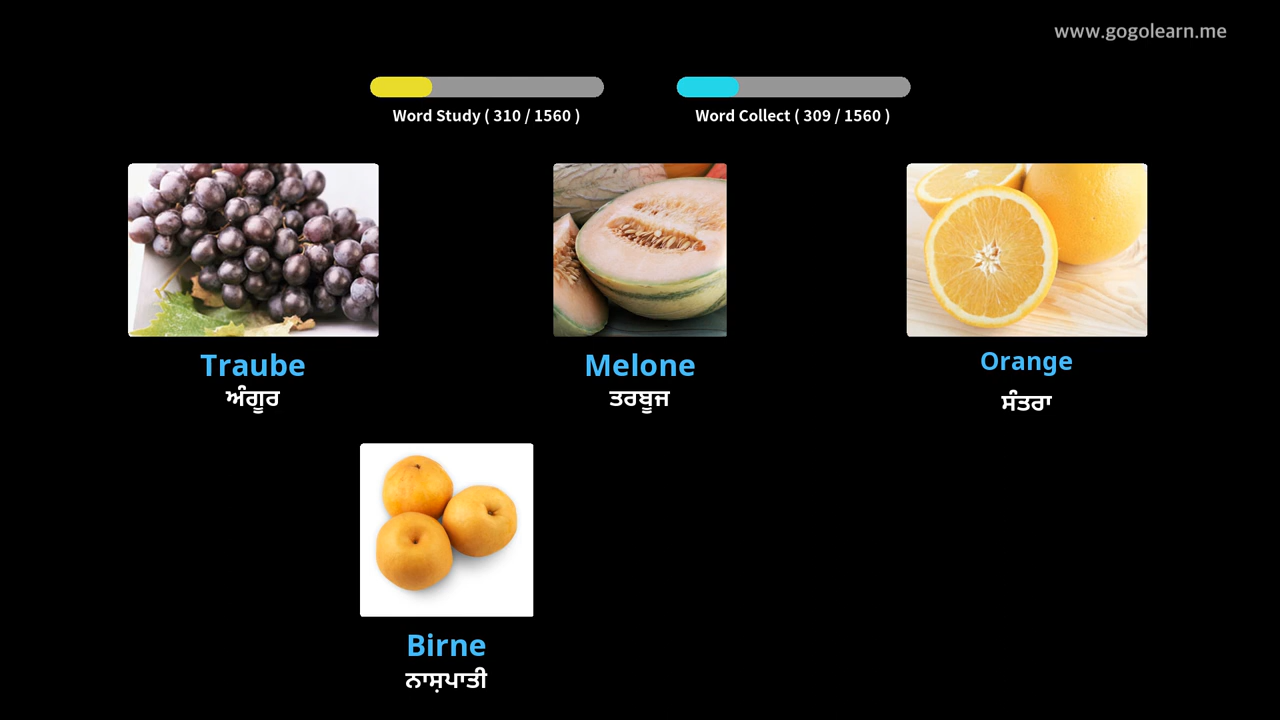 www.gogolearn.me
Word Study ( 310 / 1560 )
Word Collect ( 309 / 1560 )
Traube
ਅੰਗੂਰ
Melone
ਤਰਬੂਜ
Orange
ਸੰਤਰਾ
Birne
ਨਾਸ਼ਪਾਤੀ